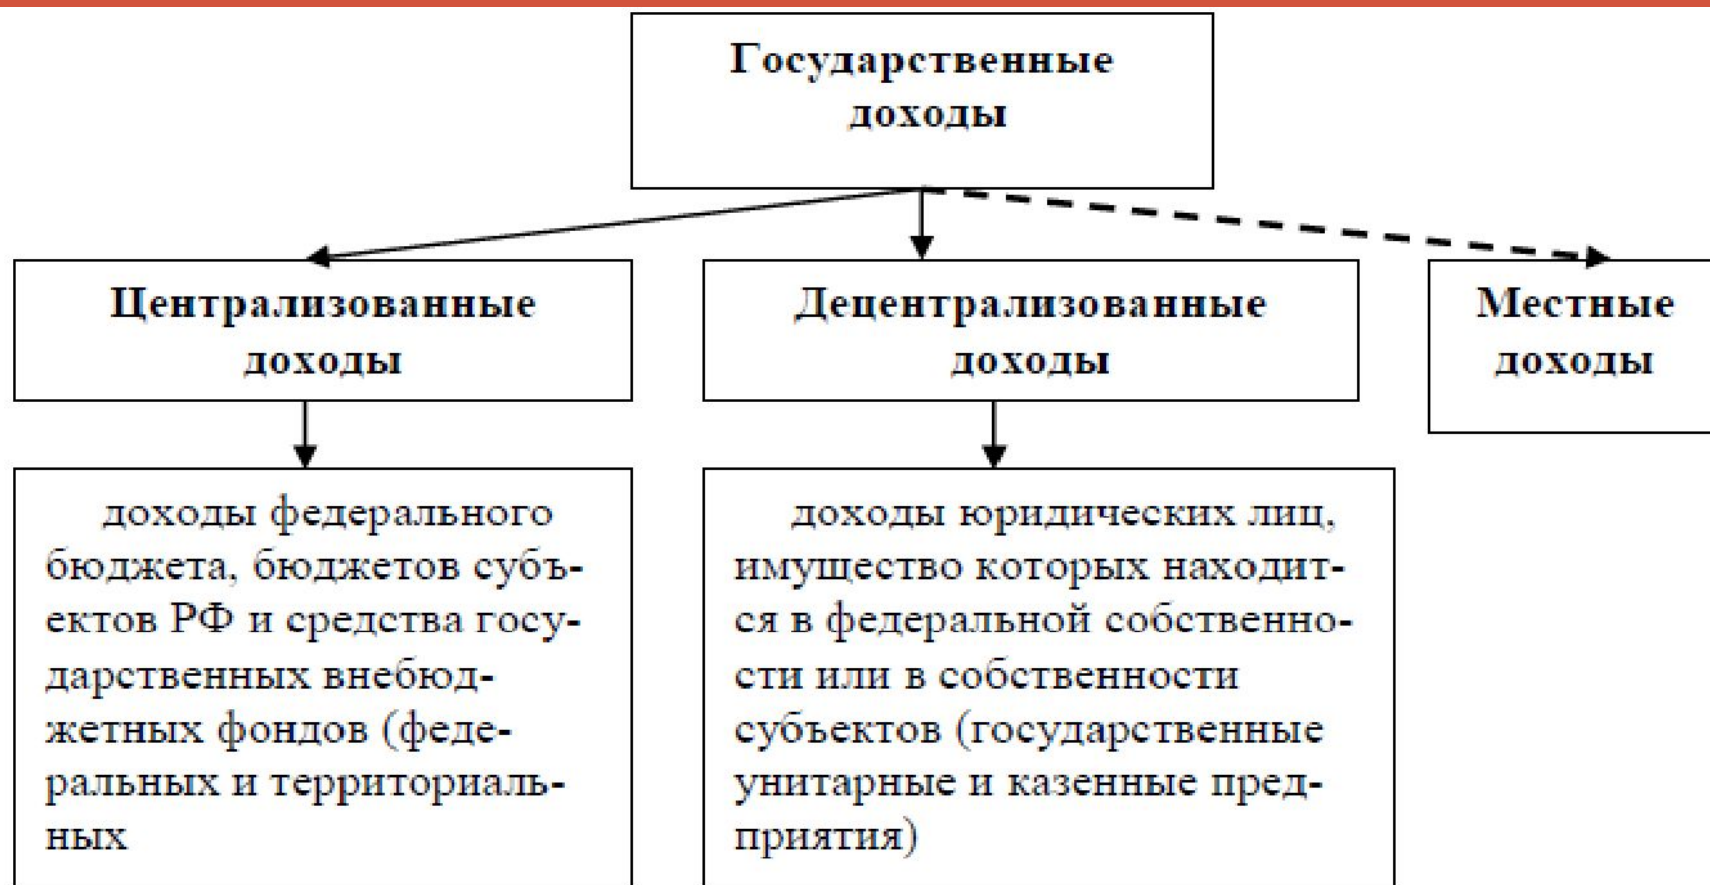 Государственные
доходы
Централизованные
доходы
Децентрализованные
доходы
Местные
доходы
доходы федерального
бюджета, бюджетов субъ-
ектов РФ и средства госу-
дарственных внебюд-
жетных фондов (феде-
ральных и территориаль-
ных
доходы юридических лиц,
имущество которых находит-
ся в федеральной собственно-
сти или в собственности
субъектов (государственные
унитарные и казенные пред-
приятия)